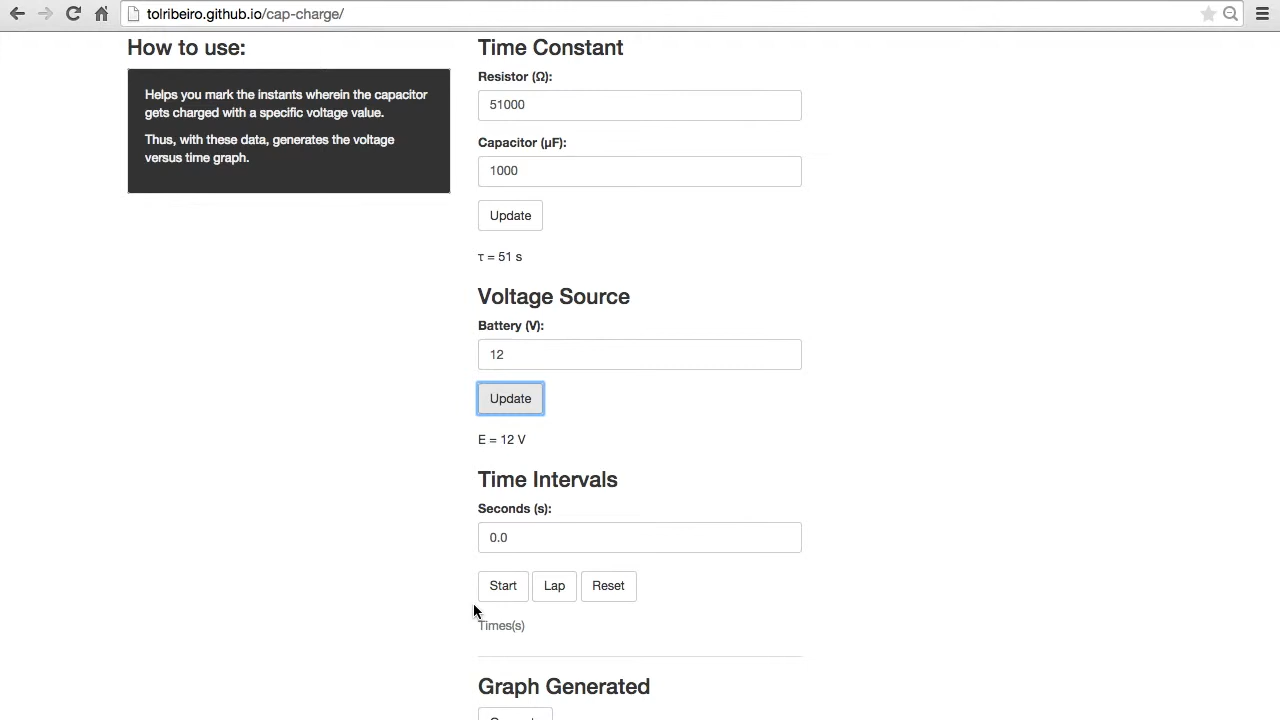 tolribeiro.github.io/cap-charge/
How to use:
Helps you mark the instants wherein the capacitor
gets charged with a specific voltage value.
Thus, with these data, generates the voltage
versus time graph.
Time Constant
Resistor (Ω):
51000
Capacitor (µF):
1000
Update
τ = 51 s
Voltage Source
Battery (V):
12
Update
E = 12 V
Time Intervals
Seconds (s):
0.0
Start Lap Reset
Times(s)
Graph Generated